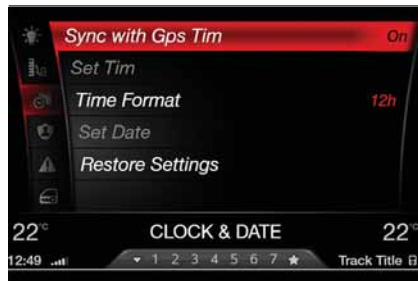 Sync with Gps Tim On
Set Tim
Time Format 12h
Set Date
Restore Settings
22°C CLOCK & DATE 22°C
12:49 1 2 3 4 5 6 7 Track Title